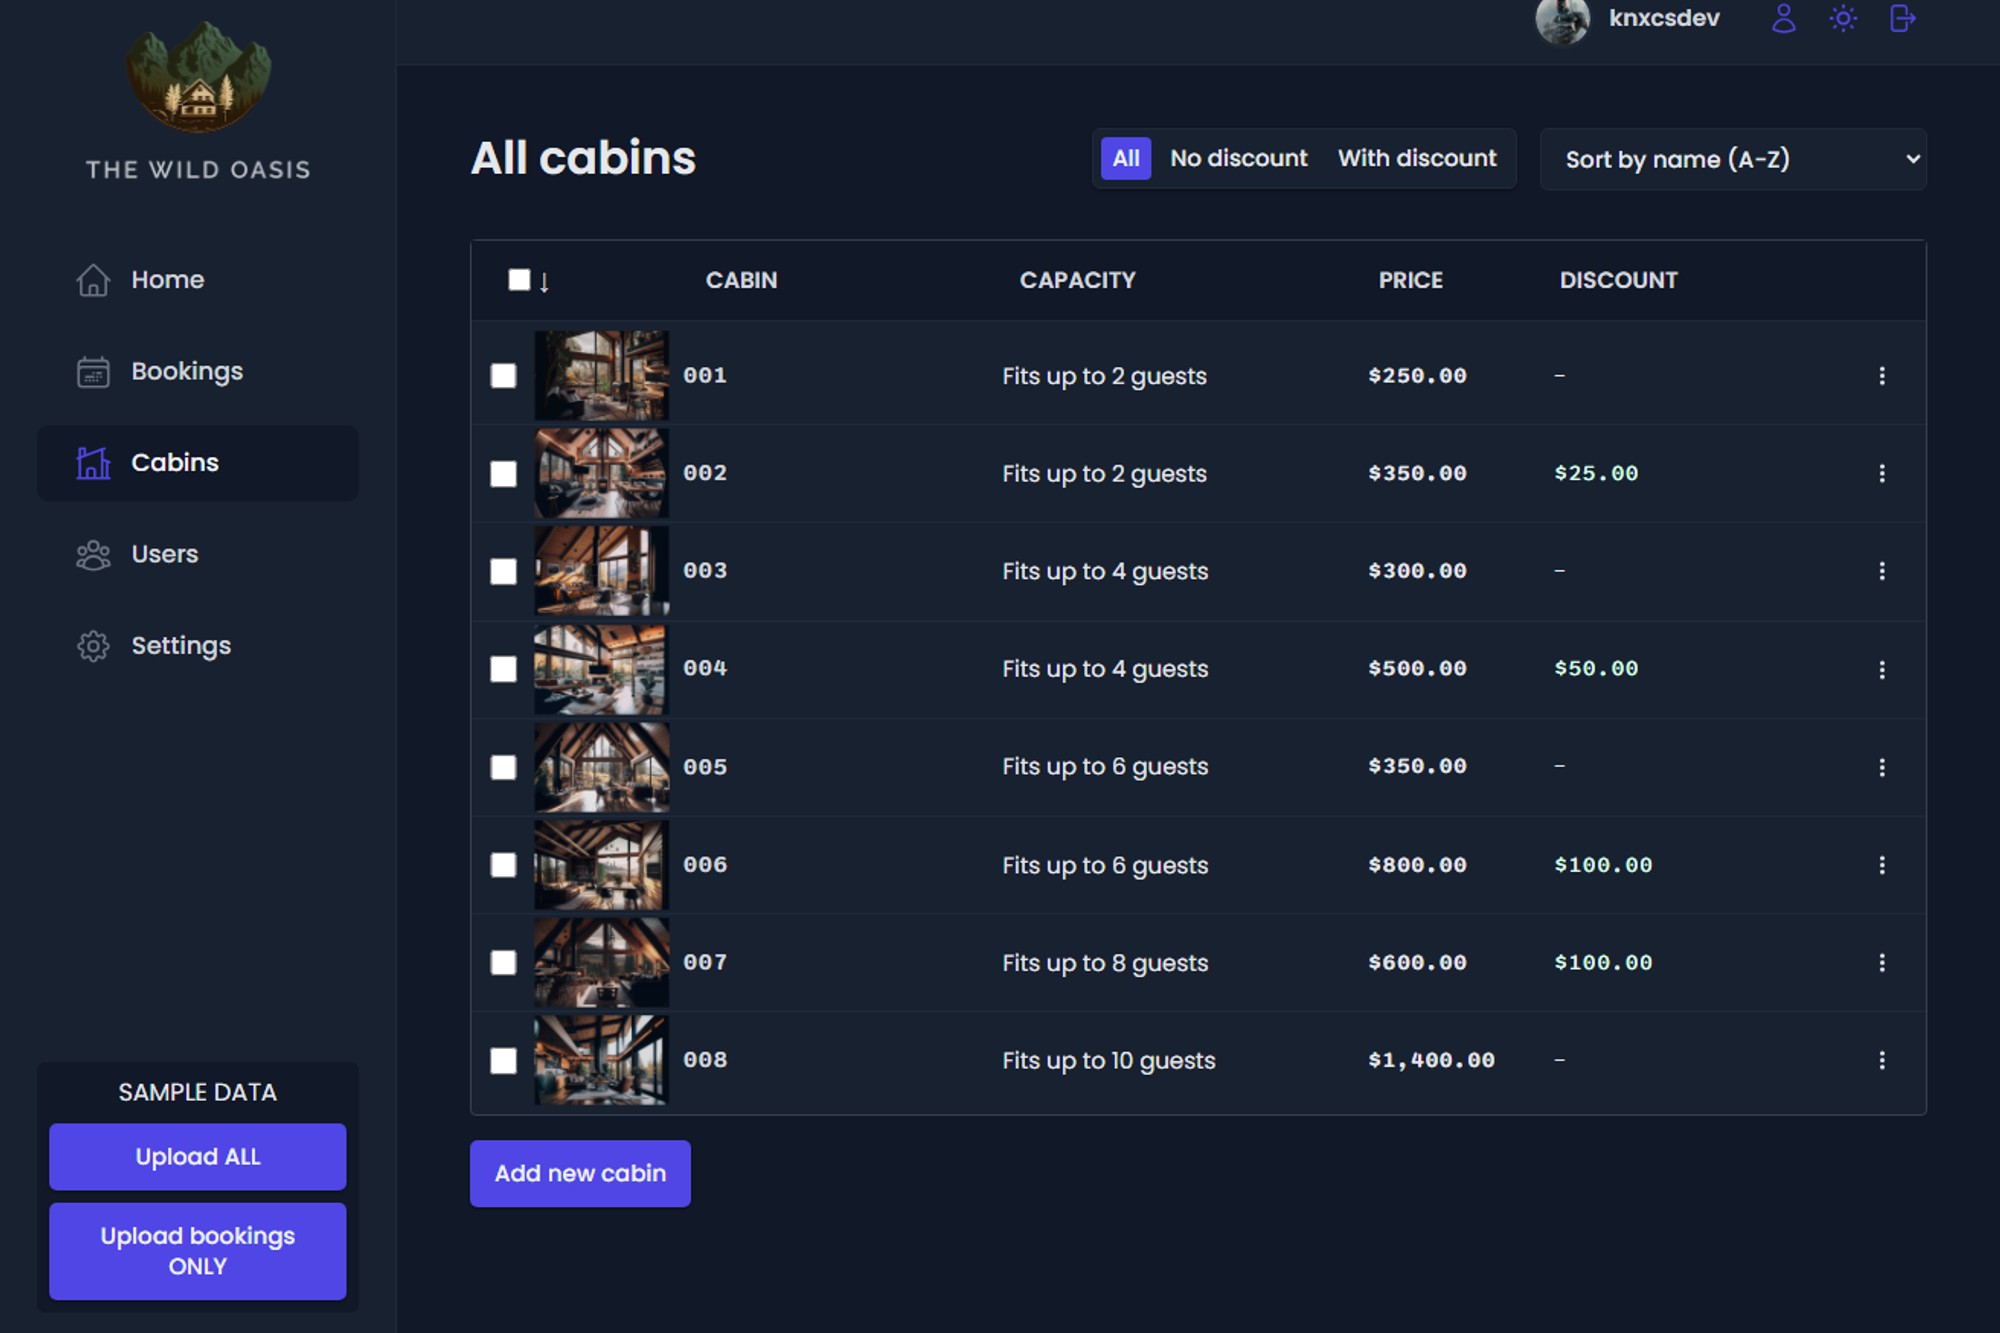 knxcsdev
THE WILD OASIS
Home
Bookings
Cabins
Users
Settings
SAMPLE DATA
Upload ALL
Upload bookings
ONLY
All cabins
All No discount With discount Sort by name (A-Z)
↓ CABIN CAPACITY PRICE DISCOUNT
001 Fits up to 2 guests $250.00 –
002 Fits up to 2 guests $350.00 $25.00
003 Fits up to 4 guests $300.00 –
004 Fits up to 4 guests $500.00 $50.00
005 Fits up to 6 guests $350.00 –
006 Fits up to 6 guests $800.00 $100.00
007 Fits up to 8 guests $600.00 $100.00
008 Fits up to 10 guests $1,400.00 –
Add new cabin